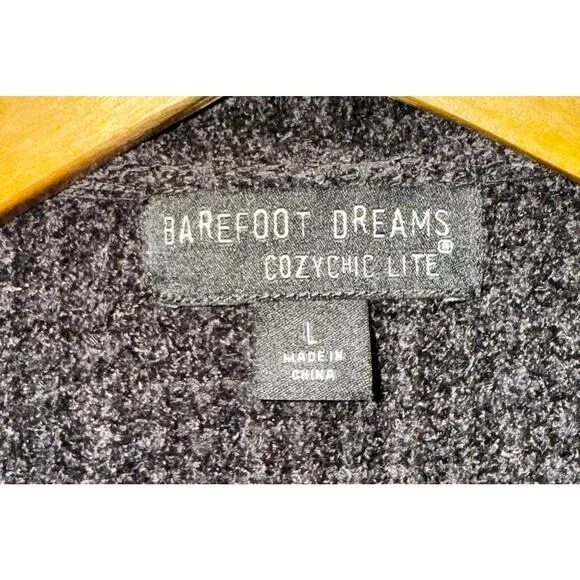 BAREFOOT DREAMS
COZYCHIC LITE®
L
MADE IN
CHINA